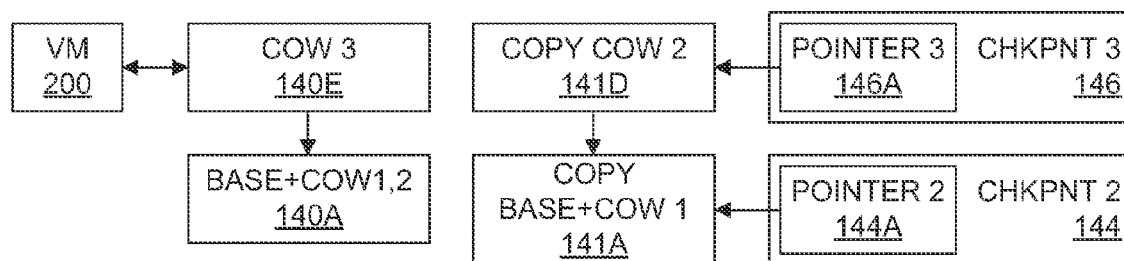 VM
200
COW 3
140E
COPY COW 2
141D
POINTER 3
146A
CHKPNT 3
146
BASE+COW1,2
140A
COPY
BASE+COW 1
141A
POINTER 2
144A
CHKPNT 2
144